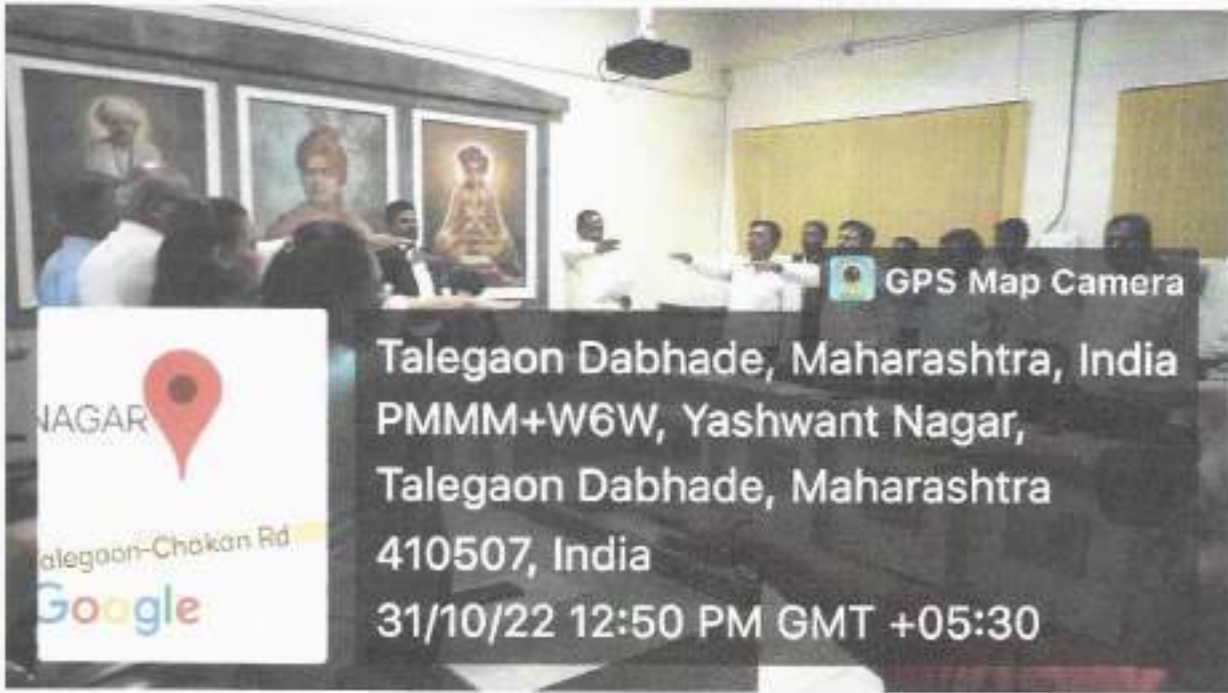 GPS Map Camera
Talegaon Dabhade, Maharashtra, India
PMMM+W6W, Yashwant Nagar,
Talegaon Dabhade, Maharashtra
410507, India
31/10/22 12:50 PM GMT +05:30
NAGAR
alegaon-Chakan Rd
Google